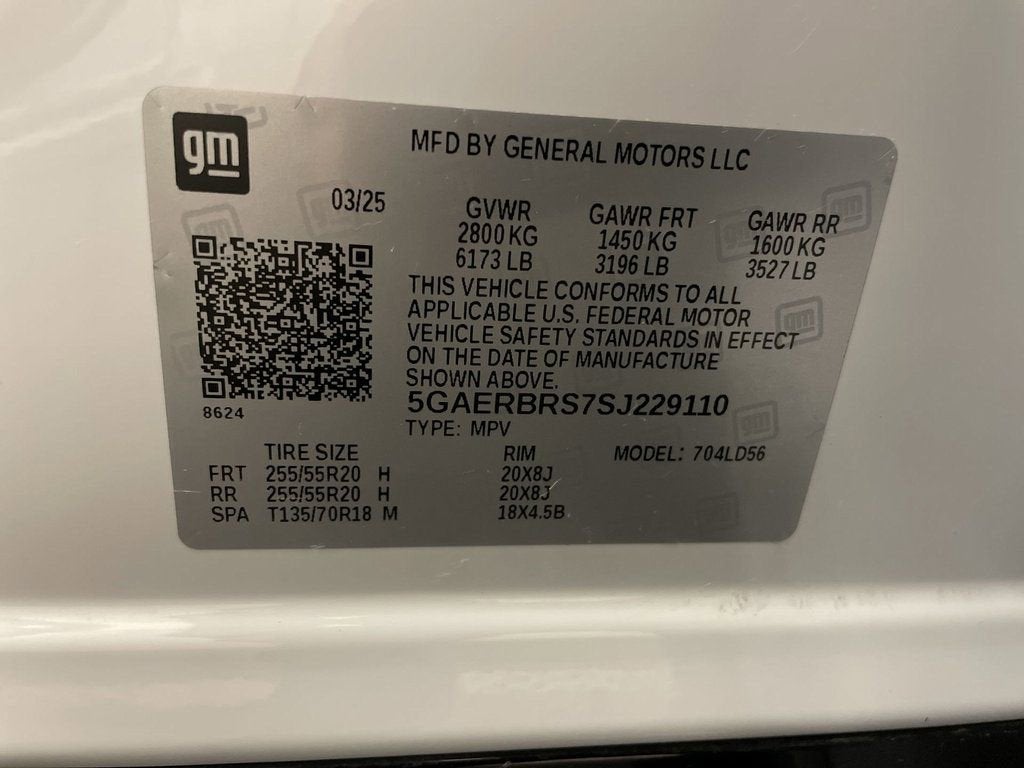 gm
MFD BY GENERAL MOTORS LLC
03/25
GVWR GAWR FRT GAWR RR
2800 KG 1450 KG 1600 KG
6173 LB 3196 LB 3527 LB
THIS VEHICLE CONFORMS TO ALL
APPLICABLE U.S. FEDERAL MOTOR
VEHICLE SAFETY STANDARDS IN EFFECT
ON THE DATE OF MANUFACTURE
SHOWN ABOVE.
8624
5GAERBRS7SJ229110
TYPE: MPV
TIRE SIZE RIM MODEL: 704LD56
FRT 255/55R20 H 20X8J
RR 255/55R20 H 20X8J
SPA T135/70R18 M 18X4.5B